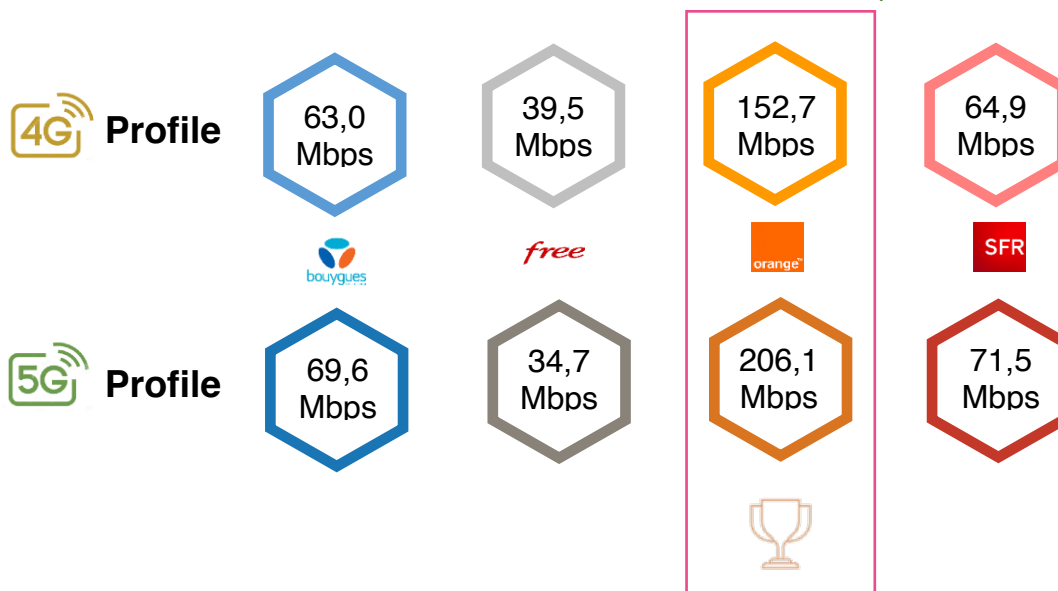 4G Profile
63,0
Mbps
39,5
Mbps
152,7
Mbps
64,9
Mbps
bouygues
free
orange™
SFR
5G Profile
69,6
Mbps
34,7
Mbps
206,1
Mbps
71,5
Mbps